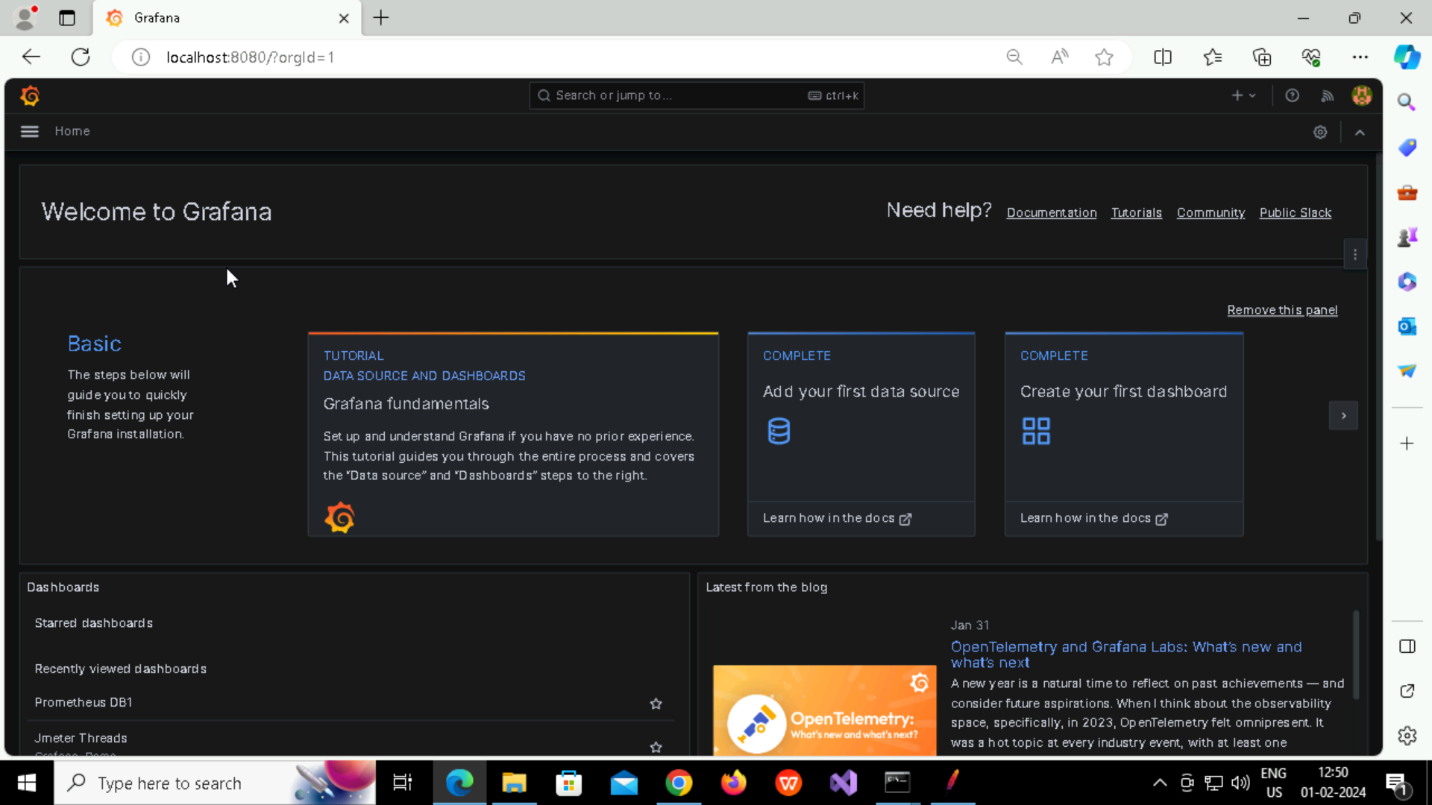 Grafana
localhost:8080/?orgId=1
Search or jump to...
ctrl+k
Home
Welcome to Grafana
Need help?
Documentation
Tutorials
Community
Public Slack
Remove this panel
Basic
The steps below will
guide you to quickly
finish setting up your
Grafana installation.
TUTORIAL
DATA SOURCE AND DASHBOARDS
Grafana fundamentals
Set up and understand Grafana if you have no prior experience.
This tutorial guides you through the entire process and covers
the "Data source" and "Dashboards" steps to the right.
COMPLETE
Add your first data source
Learn how in the docs
COMPLETE
Create your first dashboard
Learn how in the docs
Dashboards
Starred dashboards
Recently viewed dashboards
Prometheus DB1
Jmeter Threads
Latest from the blog
OpenTelemetry:
What's new and what's next?
Jan 31
OpenTelemetry and Grafana Labs: What's new and
what's next
A new year is a natural time to reflect on past achievements — and
consider future aspirations. When I think about the observability
space, specifically, in 2023, OpenTelemetry felt omnipresent. It
was a hot topic at every industry event, with at least one
Type here to search
ENG
US
12:50
01-02-2024
1